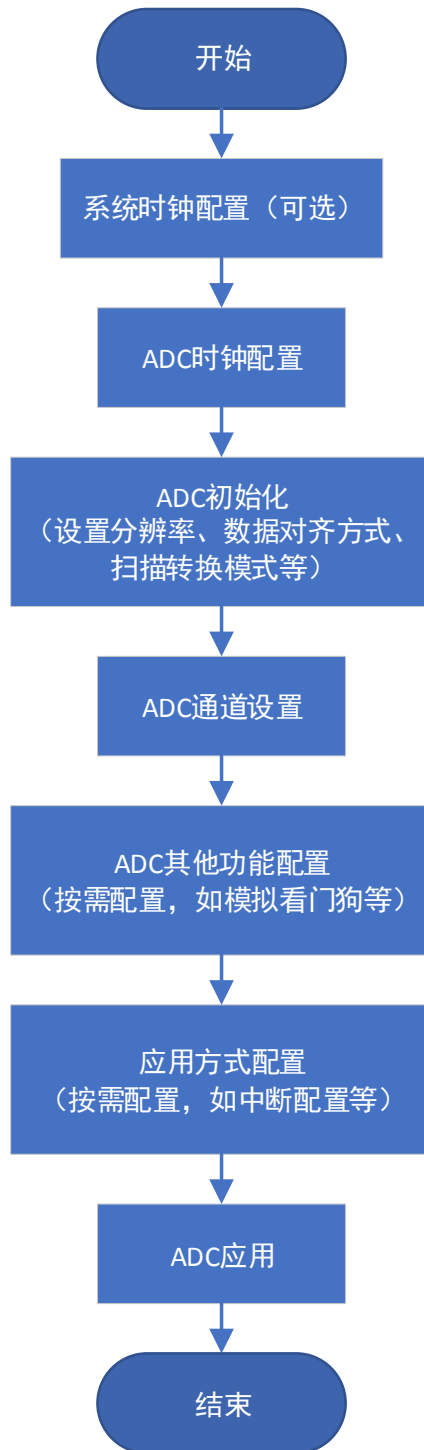 开始
系统时钟配置（可选）
ADC时钟配置
ADC初始化
（设置分辨率、数据对齐方式、
扫描转换模式等）
ADC通道设置
ADC其他功能配置
（按需配置，如模拟看门狗等）
应用方式配置
（按需配置，如中断配置等）
ADC应用
结束